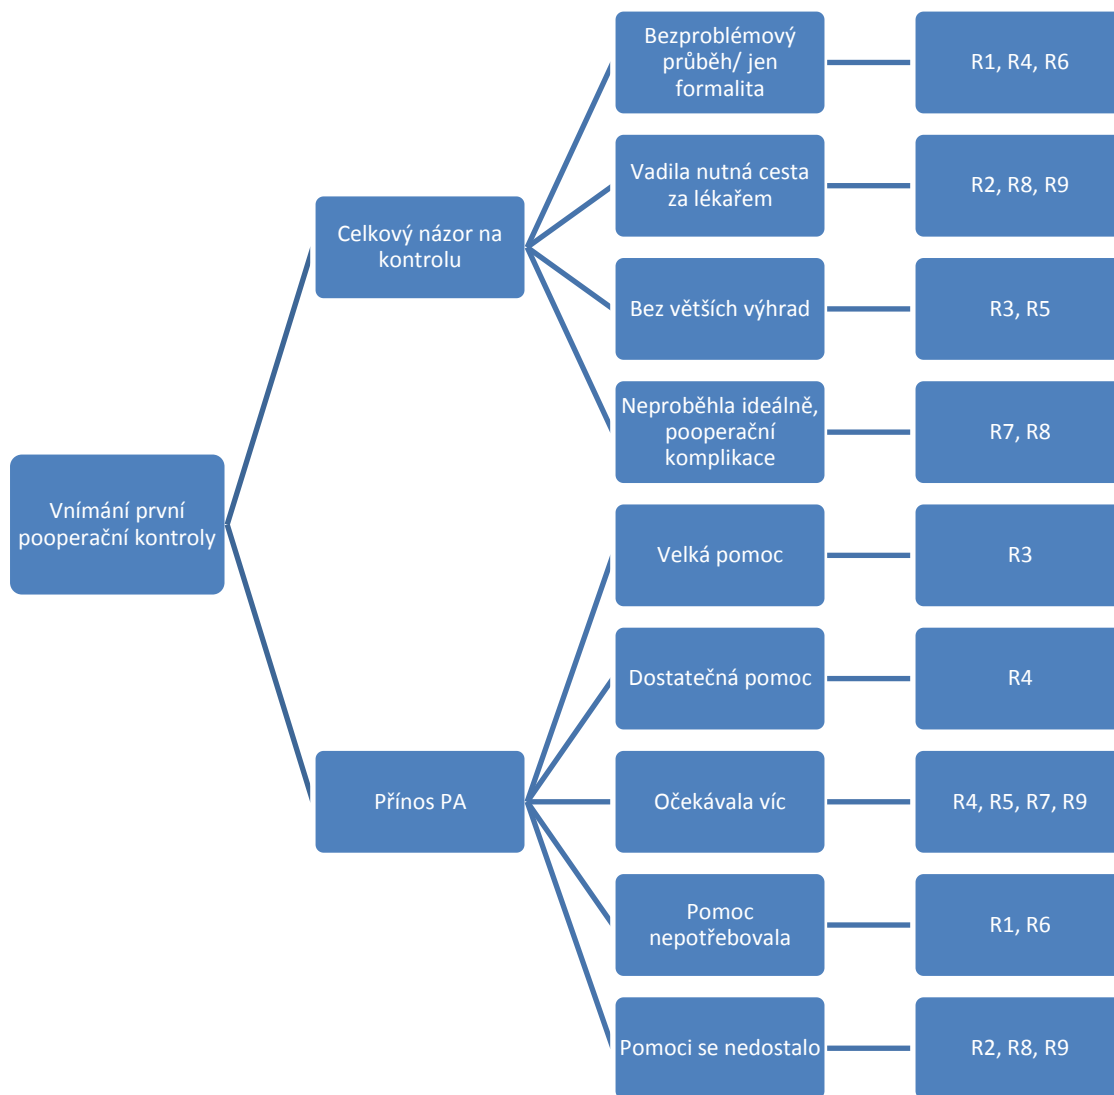 Vnímání první
pooperační kontroly
Celkový názor na
kontrolu
Bezproblémový
průběh/ jen
formalita
R1, R4, R6
Vadila nutná cesta
za lékařem
R2, R8, R9
Bez větších výhrad
R3, R5
Neproběhla ideálně,
pooperační
komplikace
R7, R8
Přínos PA
Velká pomoc
R3
Dostatečná pomoc
R4
Očekávala víc
R4, R5, R7, R9
Pomoc
nepotřebovala
R1, R6
Pomoci se nedostalo
R2, R8, R9